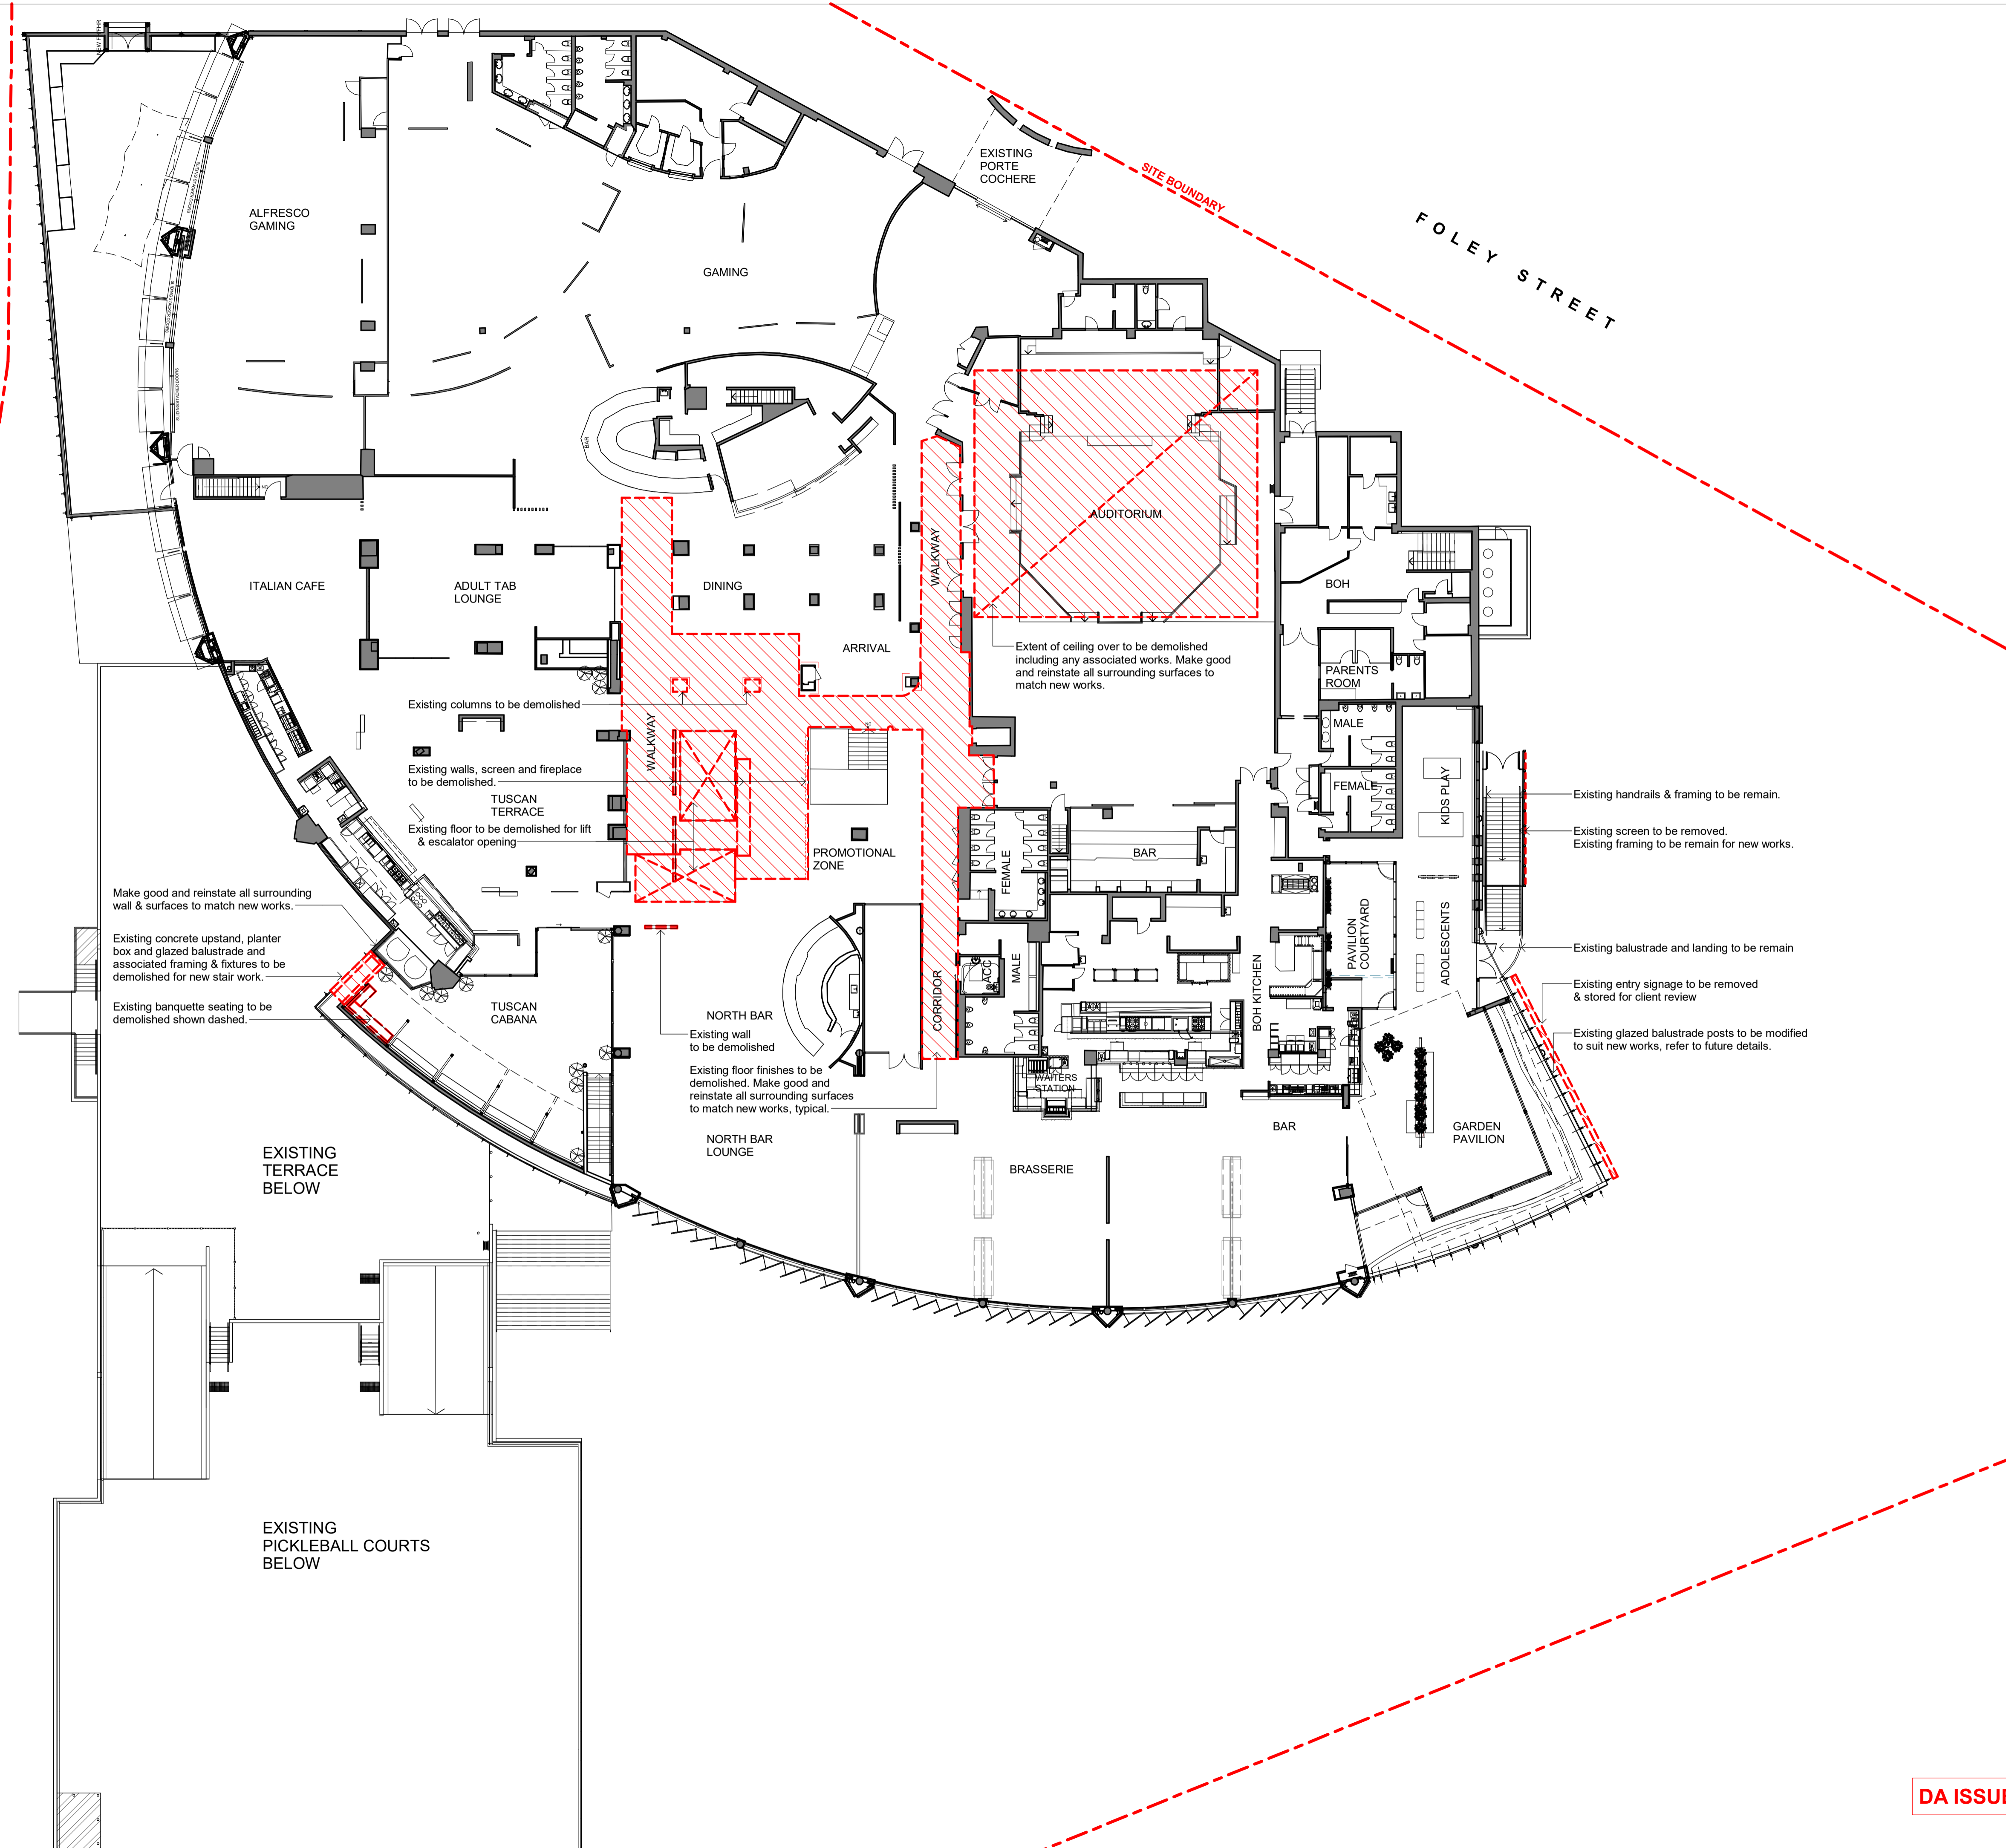 NEW FIP/FHR
EXISTING
PORTE
COCHERE
SITE BOUNDARY
FOLEY STREET
ALFRESCO
GAMING
GAMING
BAR
SLIDING STACKER DOORS
AUDITORIUM
WALKWAY
ITALIAN CAFE
ADULT TAB
LOUNGE
DINING
BOH
ARRIVAL
Extent of ceiling over to be demolished
including any associated works. Make good
and reinstate all surrounding surfaces to
match new works.
PARENTS
ROOM
Existing columns to be demolished
WALKWAY
MALE
Existing walls, screen and fireplace
to be demolished.
FEMALE
KIDS PLAY
Existing handrails & framing to be remain.
TUSCAN
TERRACE
Existing floor to be demolished for lift
& escalator opening
Existing screen to be removed.
Existing framing to be remain for new works.
PROMOTIONAL
ZONE
FEMALE
BAR
Make good and reinstate all surrounding
wall & surfaces to match new works.
Existing concrete upstand, planter
box and glazed balustrade and
associated framing & fixtures to be
demolished for new stair work.
Existing banquette seating to be
demolished shown dashed.
TUSCAN
CABANA
PAVILION
COURTYARD
ADOLESCENTS
Existing balustrade and landing to be remain
ACC
MALE
BOH KITCHEN
CORRIDOR
Existing entry signage to be removed
& stored for client review
NORTH BAR
Existing wall
to be demolished
Existing glazed balustrade posts to be modified
to suit new works, refer to future details.
Existing floor finishes to be
demolished. Make good and
reinstate all surrounding surfaces
to match new works, typical.
WAITERS
STATION
NORTH BAR
LOUNGE
BAR
GARDEN
PAVILION
BRASSERIE
EXISTING
TERRACE
BELOW
EXISTING
PICKLEBALL COURTS
BELOW
DA ISSUE